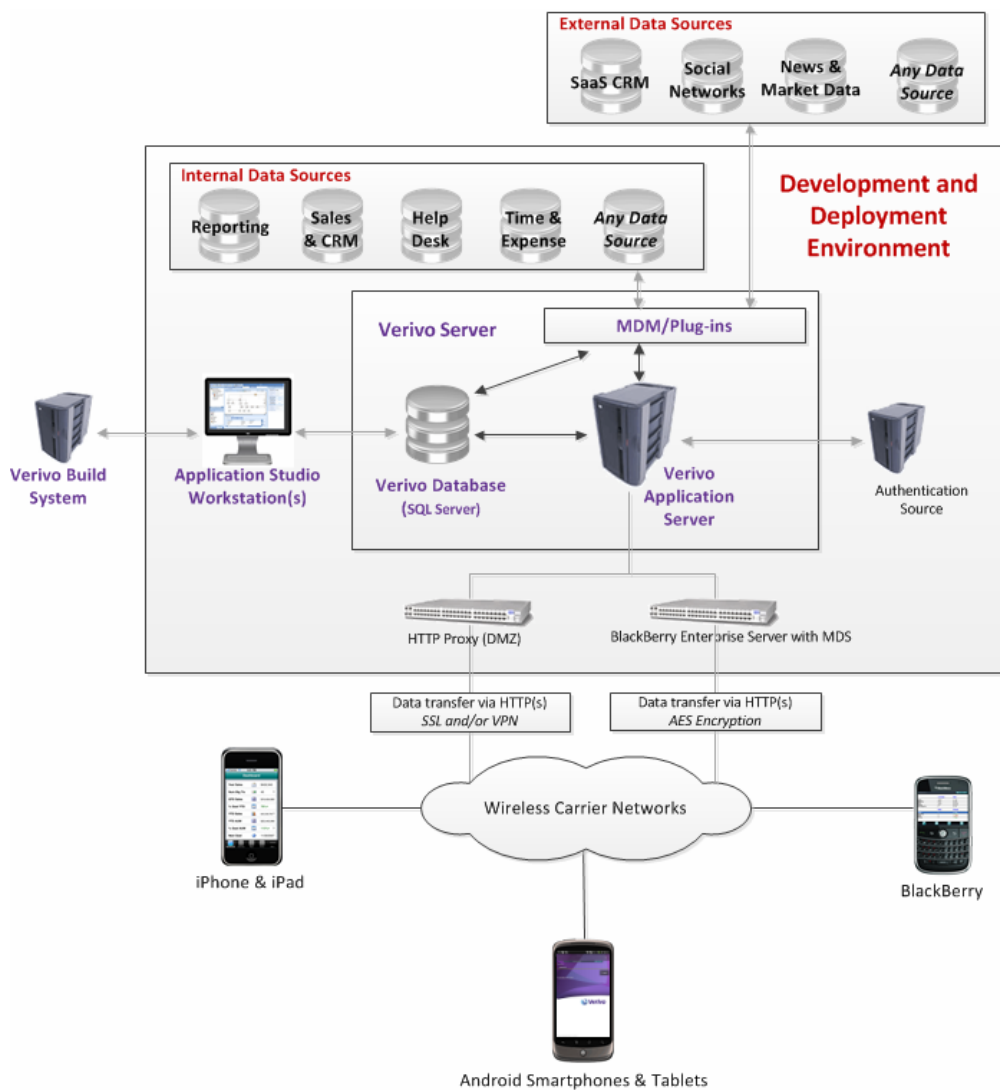 External Data Sources
SaaS CRM
Social
Networks
News &
Market Data
Any Data
Source
Internal Data Sources
Reporting
Sales
& CRM
Help
Desk
Time &
Expense
Any Data
Source
Development and
Deployment
Environment
Verivo Server
MDM/Plug-ins
Verivo Build
System
Application Studio
Workstation(s)
Verivo Database
(SQL Server)
Verivo
Application
Server
Authentication
Source
HTTP Proxy (DMZ)
BlackBerry Enterprise Server with MDS
Data transfer via HTTP(s)
SSL and/or VPN
Data transfer via HTTP(s)
AES Encryption
Wireless Carrier Networks
iPhone & iPad
BlackBerry
Verivo
Android Smartphones & Tablets